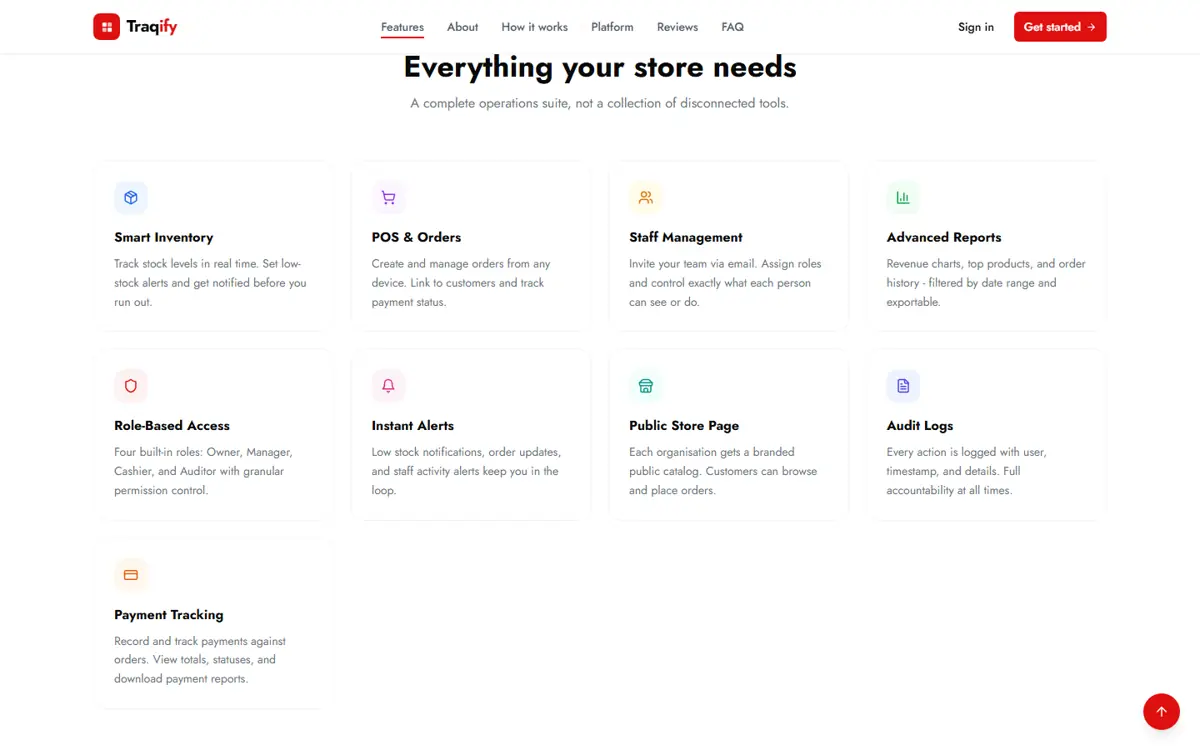 Traqify
Features
About
How it works
Platform
Reviews
FAQ
Sign in
Get started →
Everything your store needs
A complete operations suite, not a collection of disconnected tools.
Smart Inventory
Track stock levels in real time. Set low-
stock alerts and get notified before you
run out.
POS & Orders
Create and manage orders from any
device. Link to customers and track
payment status.
Staff Management
Invite your team via email. Assign roles
and control exactly what each person
can see or do.
Advanced Reports
Revenue charts, top products, and order
history - filtered by date range and
exportable.
Role-Based Access
Four built-in roles: Owner, Manager,
Cashier, and Auditor with granular
permission control.
Instant Alerts
Low stock notifications, order updates,
and staff activity alerts keep you in the
loop.
Public Store Page
Each organisation gets a branded
public catalog. Customers can browse
and place orders.
Audit Logs
Every action is logged with user,
timestamp, and details. Full
accountability at all times.
Payment Tracking
Record and track payments against
orders. View totals, statuses, and
download payment reports.